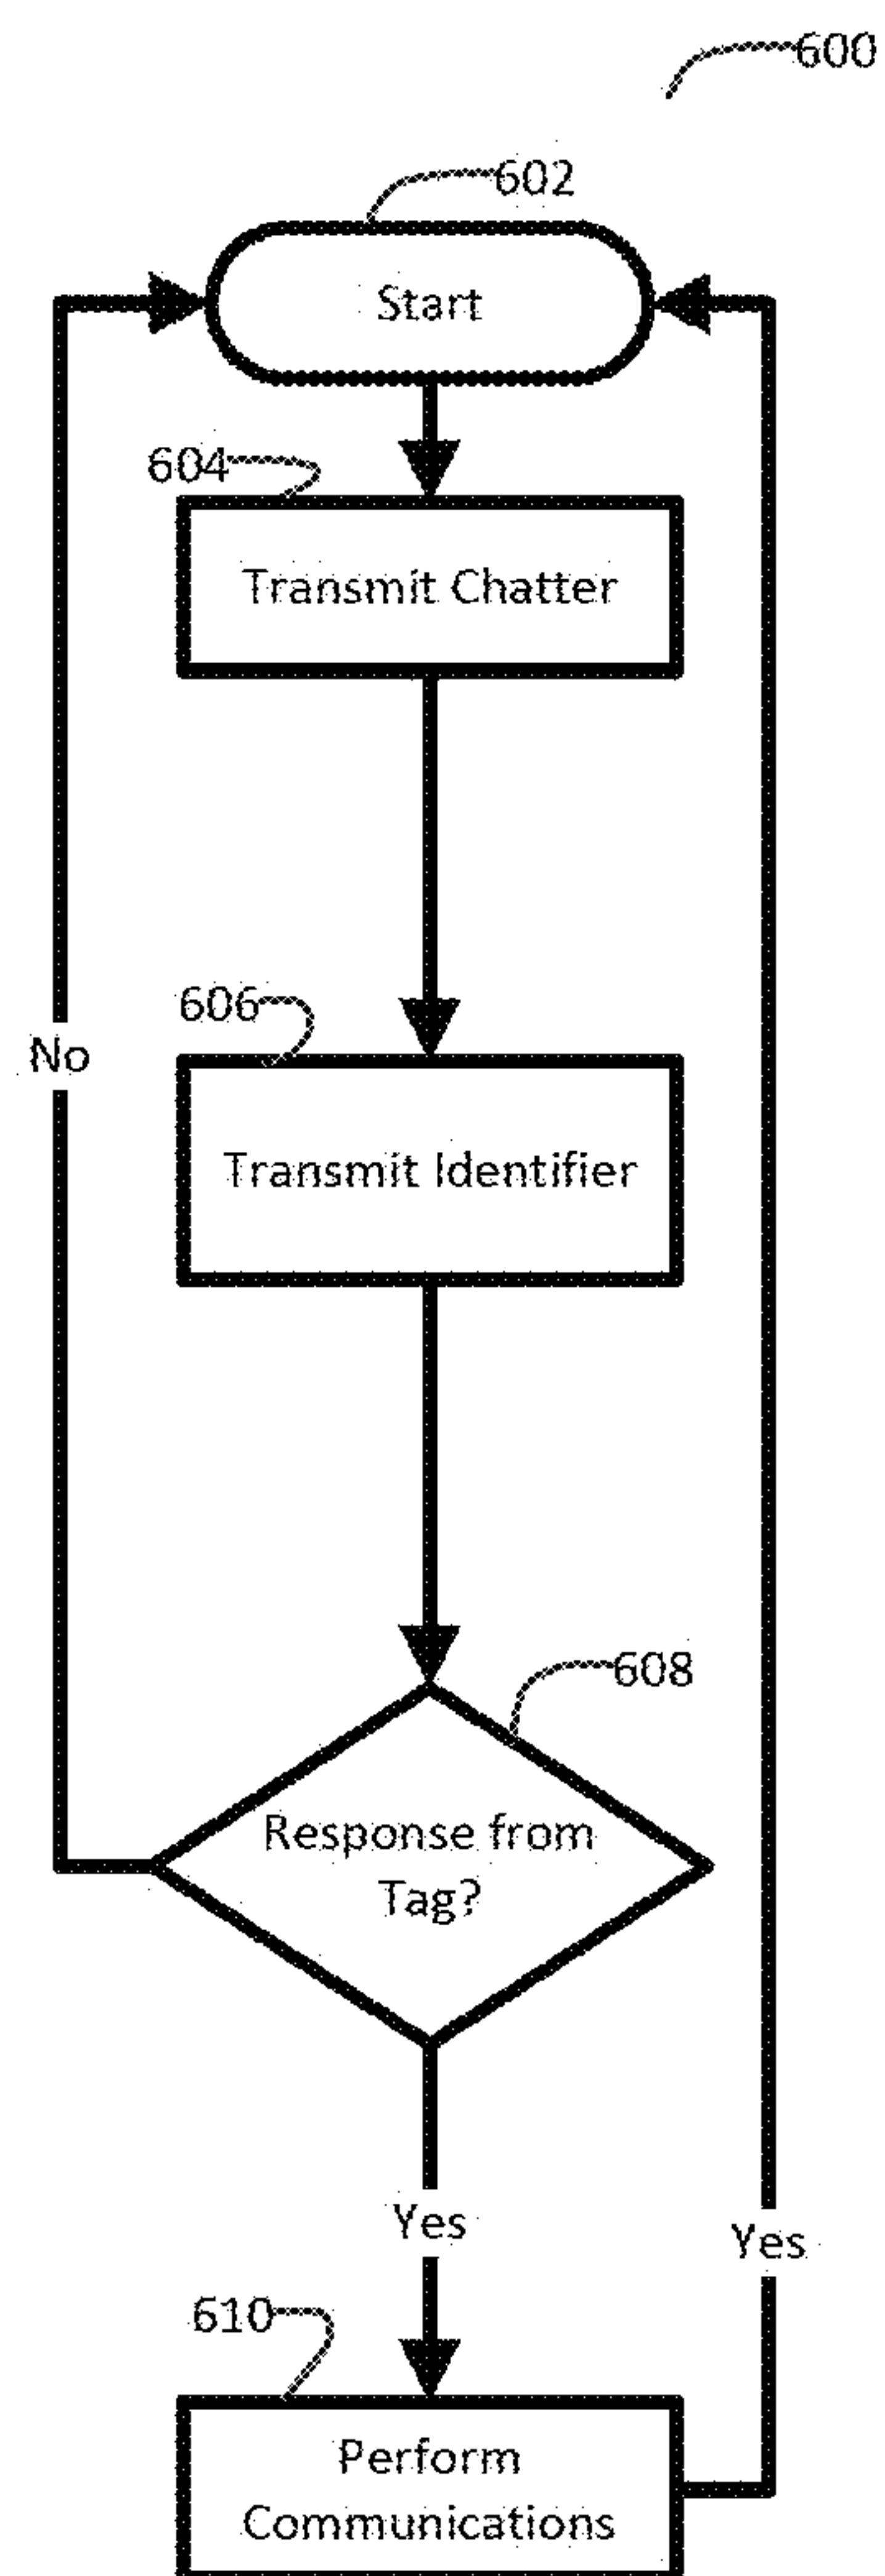 600
602
Start
604
Transmit Chatter
606
No
Transmit Identifier
608
Response from
Tag?
Yes
Yes
610
Perform
Communications